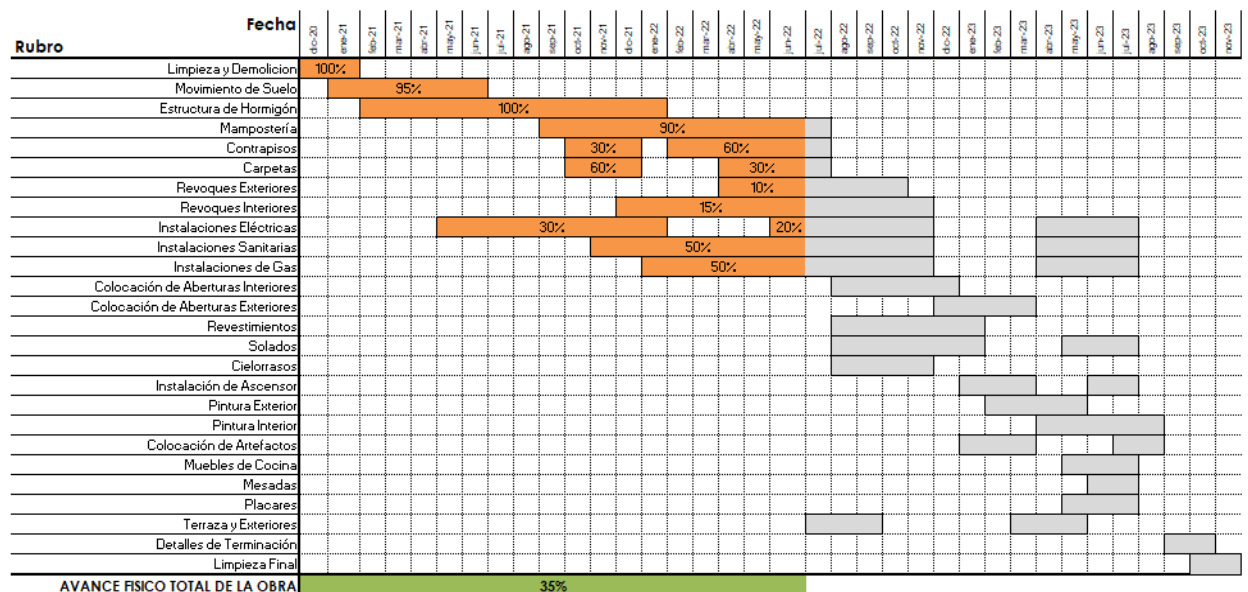 Fecha
Rubro
dic-20 ene-21 feb-21 mar-21 abr-21 may-21 jun-21 jul-21 ago-21 sep-21 oct-21 nov-21 dic-21 ene-22 feb-22 mar-22 abr-22 may-22 jun-22 jul-22 ago-22 sep-22 oct-22 nov-22 dic-22 ene-23 feb-23 mar-23 abr-23 may-23 jun-23 jul-23 ago-23 sep-23 oct-23 nov-23
Limpieza y Demolicion 100%
Movimiento de Suelo 95%
Estructura de Hormigón 100%
Mampostería 90%
Contrapisos 30% 60%
Carpetas 60% 30%
Revoques Exteriores 10%
Revoques Interiores 15%
Instalaciones Eléctricas 30% 20%
Instalaciones Sanitarias 50%
Instalaciones de Gas 50%
Colocación de Aberturas Interiores
Colocación de Aberturas Exteriores
Revestimientos
Solados
Cielorrasos
Instalación de Ascensor
Pintura Exterior
Pintura Interior
Colocación de Artefactos
Muebles de Cocina
Mesadas
Placares
Terraza y Exteriores
Detalles de Terminación
Limpieza Final
AVANCE FISICO TOTAL DE LA OBRA 35%